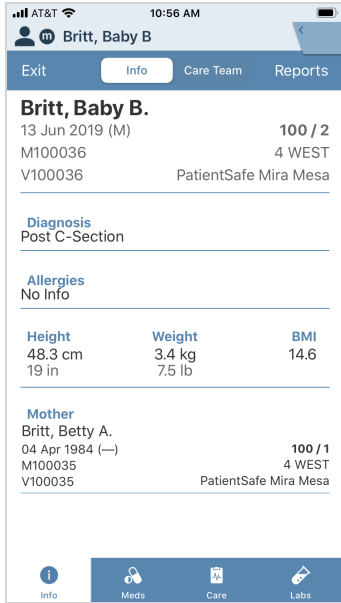 AT&T 10:56 AM
m Britt, Baby B
Exit Info Care Team Reports
Britt, Baby B.
13 Jun 2019 (M) 100 / 2
M100036 4 WEST
V100036 PatientSafe Mira Mesa
Diagnosis
Post C-Section
Allergies
No Info
Height Weight BMI
48.3 cm 3.4 kg 14.6
19 in 7.5 lb
Mother
Britt, Betty A.
04 Apr 1984 (—) 100 / 1
M100035 4 WEST
V100035 PatientSafe Mira Mesa
Info Meds Care Labs